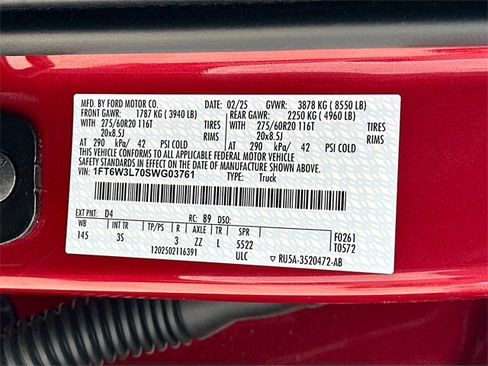 MFD. BY FORD MOTOR CO. DATE: 02/25 GVWR: 3878 KG ( 8550 LB)
FRONT GAWR: 1787 KG ( 3940 LB) REAR GAWR: 2250 KG ( 4960 LB)
WITH 275/60R20 116T TIRES WITH 275/60R20 116T TIRES
20x8.5J RIMS 20x8.5J RIMS
AT 290 kPa/ 42 PSI COLD AT 290 kPa/ 42 PSI COLD
THIS VEHICLE CONFORMS TO ALL APPLICABLE FEDERAL MOTOR VEHICLE
SAFETY STANDARDS IN EFFECT ON THE DATE OF MANUFACTURE SHOWN ABOVE.
VIN: 1FT6W3L70SWG03761 TYPE: Truck
EXT PNT: D4 RC: 89 DSO: F0261
WB INT TR TP/PS R AXLE TR SPR T0572
145 3S 3 ZZ L 5522
1202502116391 ULC ▽ RU5A-3520472-AB